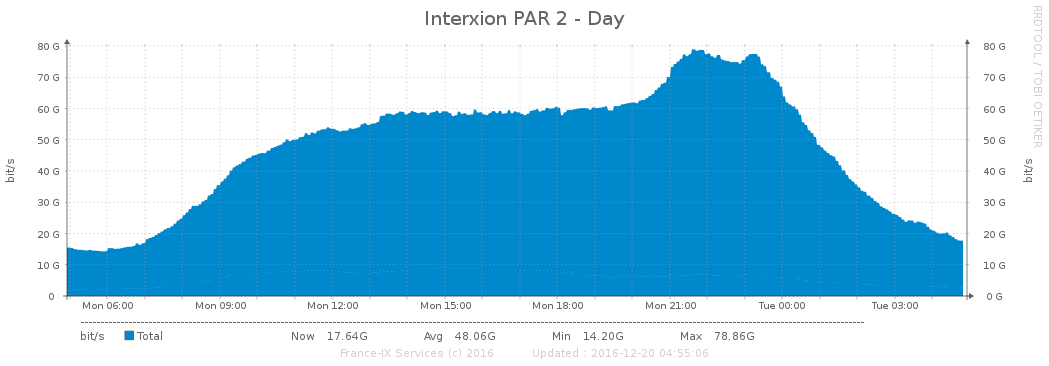 Interxion PAR 2 - Day
RRDTOOL / TOBI OETIKER
80 G 80 G
70 G 70 G
60 G 60 G
50 G 50 G
40 G 40 G
30 G 30 G
20 G 20 G
10 G 10 G
0 0 G
bit/s bit/s
Mon 06:00 Mon 09:00 Mon 12:00 Mon 15:00 Mon 18:00 Mon 21:00 Tue 00:00 Tue 03:00
bit/s Total Now 17.64G Avg 48.06G Min 14.20G Max 78.86G
France-IX Services (c) 2016 Updated : 2016-12-20 04:55:06